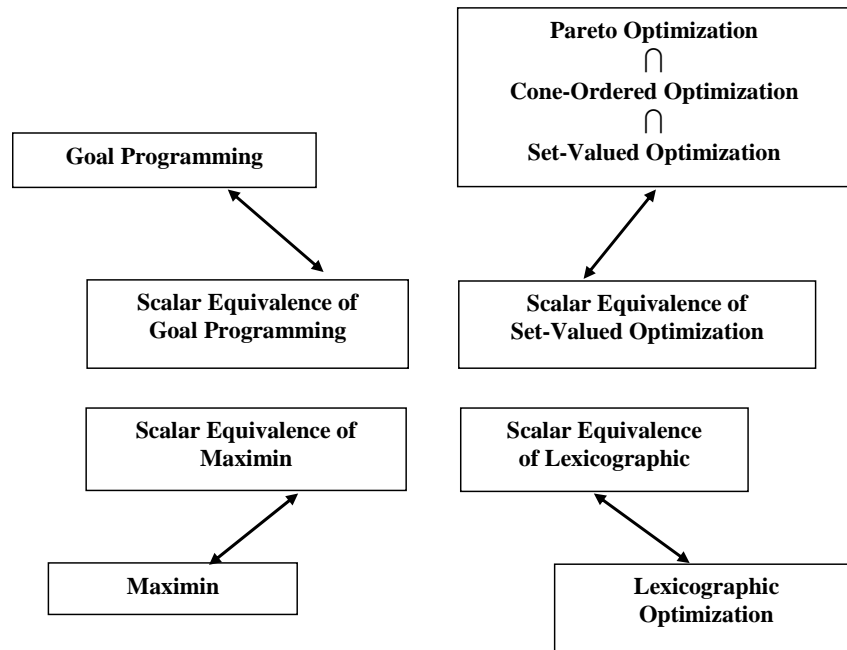 Pareto Optimization
∩
Cone-Ordered Optimization
∩
Set-Valued Optimization
Goal Programming
Scalar Equivalence of
Goal Programming
Scalar Equivalence of
Set-Valued Optimization
Scalar Equivalence of
Maximin
Scalar Equivalence
of Lexicographic
Maximin
Lexicographic
Optimization